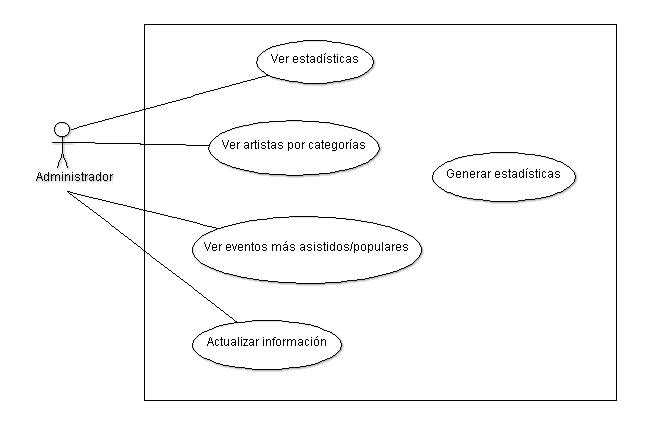 Ver estadísticas
Ver artistas por categorías
Generar estadísticas
Administrador
Ver eventos más asistidos/populares
Actualizar información